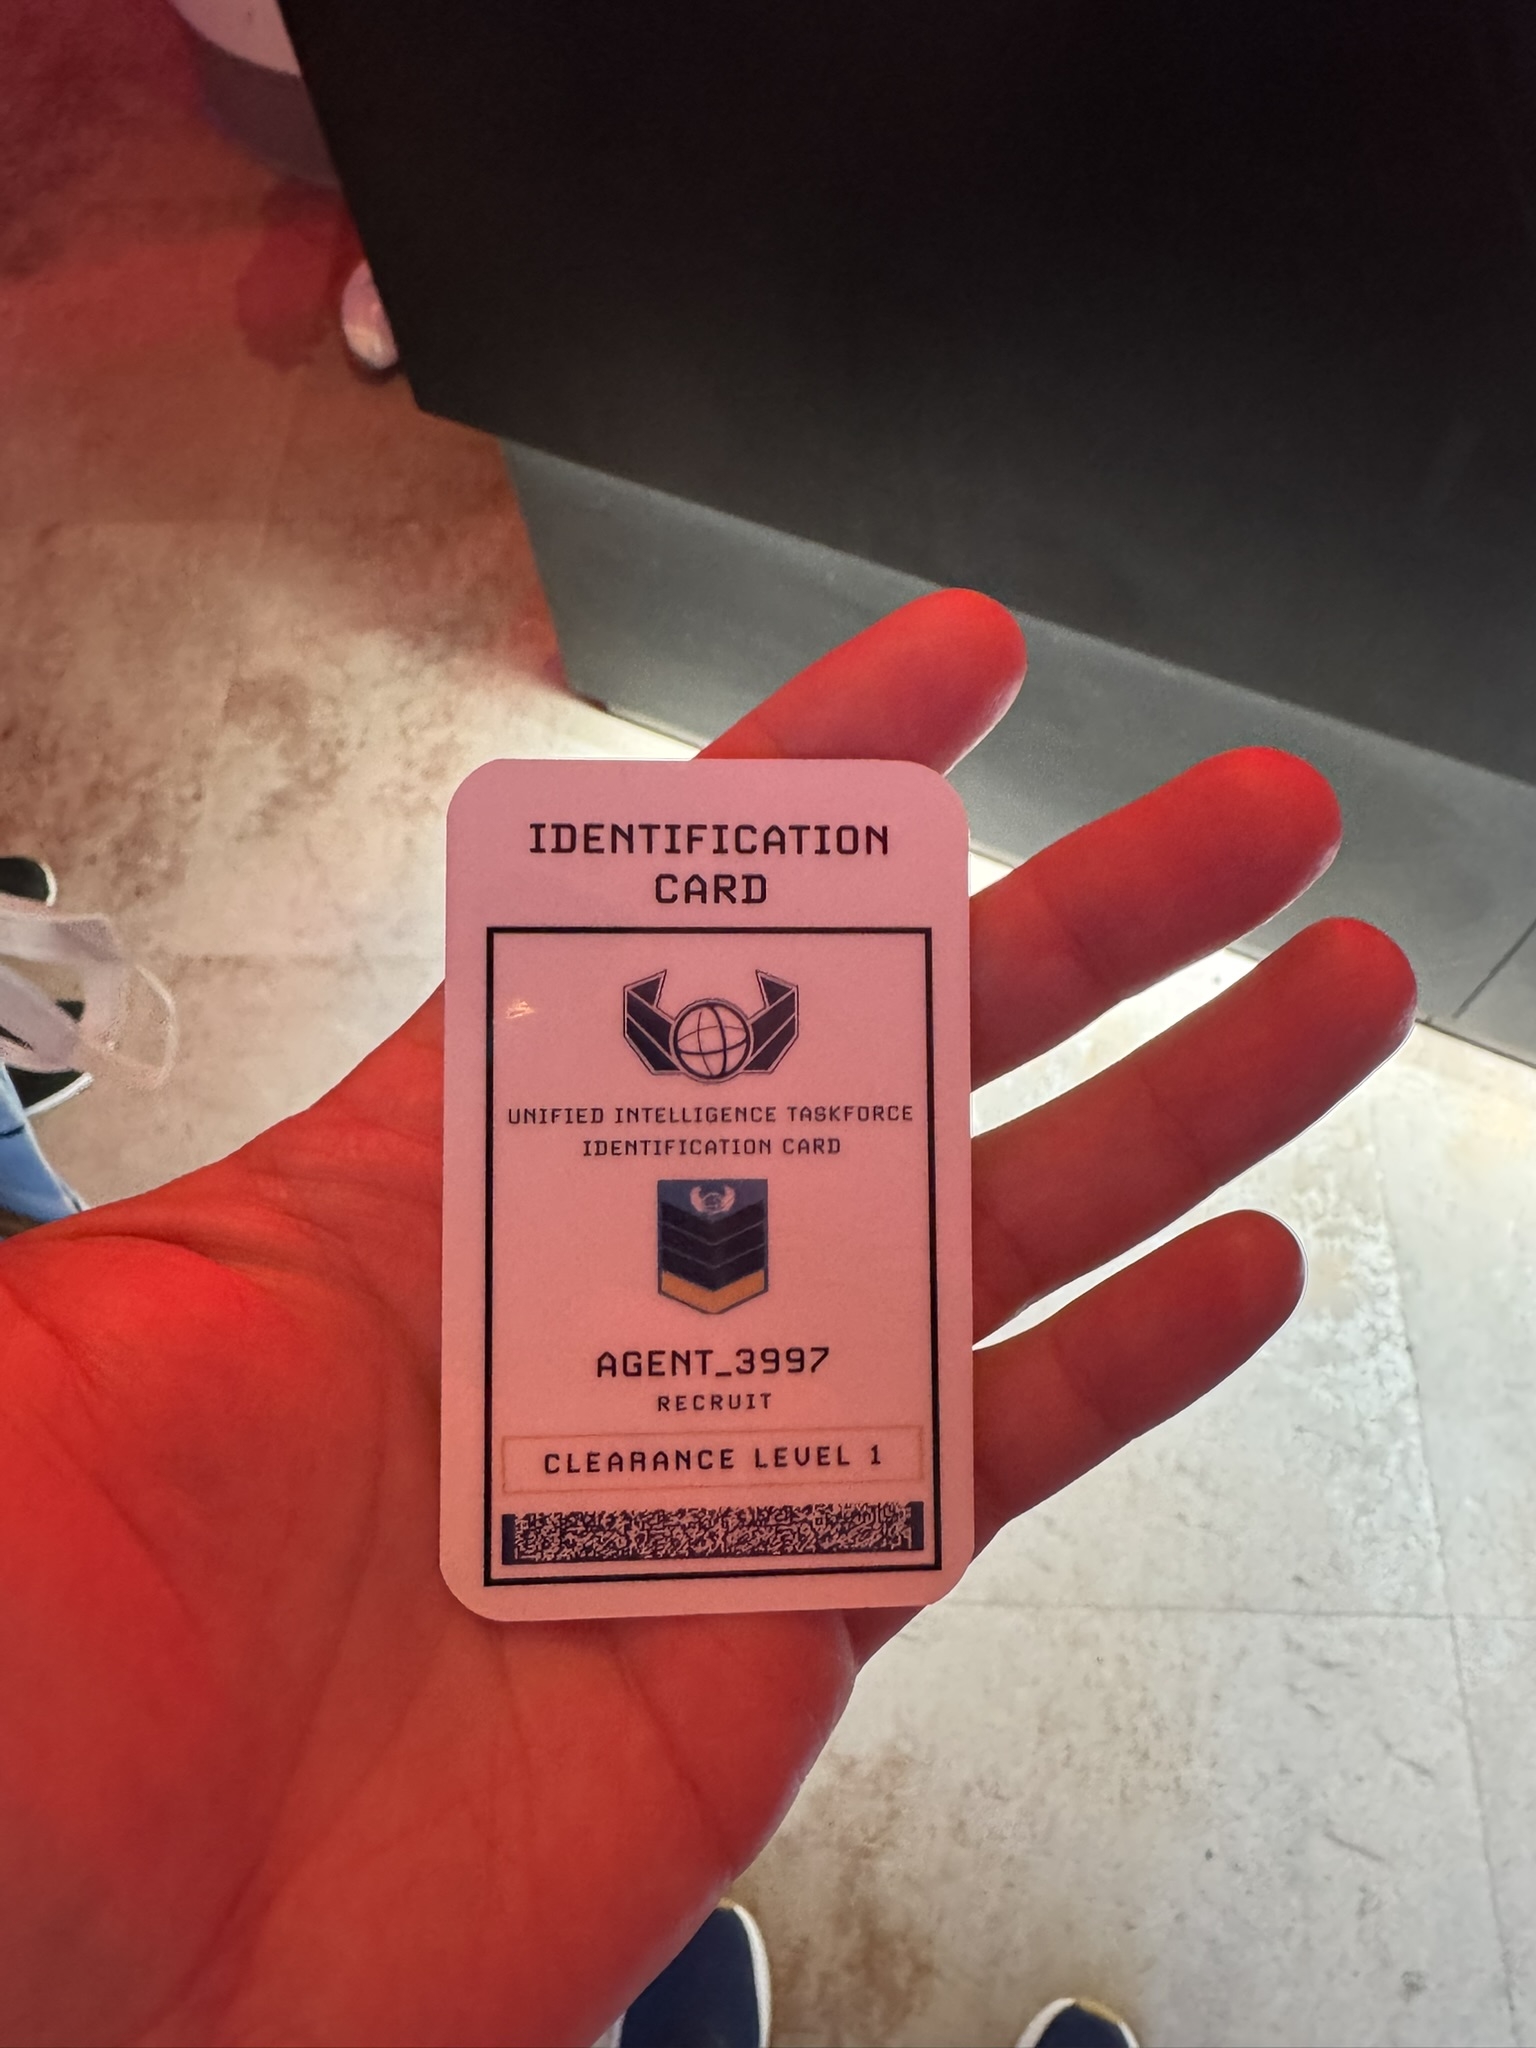 IDENTIFICATION
CARD
UNIFIED INTELLIGENCE TASKFORCE
IDENTIFICATION CARD
AGENT_3997
RECRUIT
CLEARANCE LEVEL 1